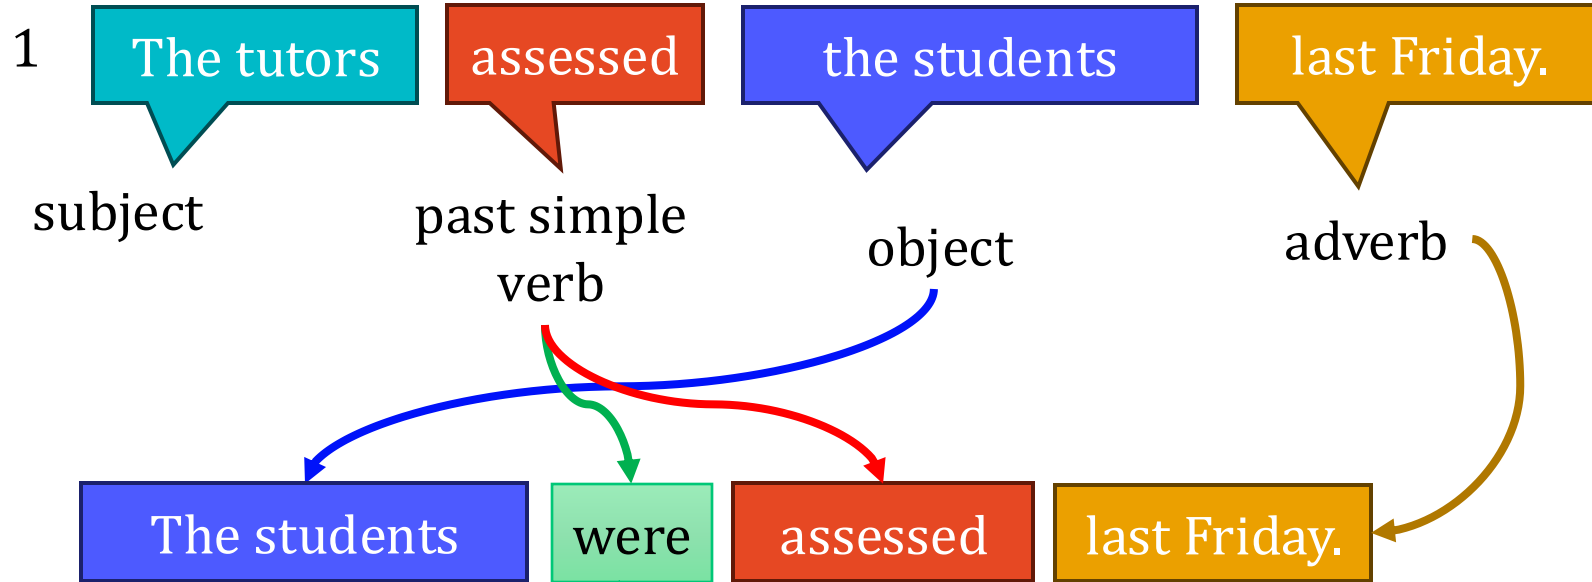 1 The tutors assessed the students last Friday.
subject past simple verb object adverb
The students were assessed last Friday.